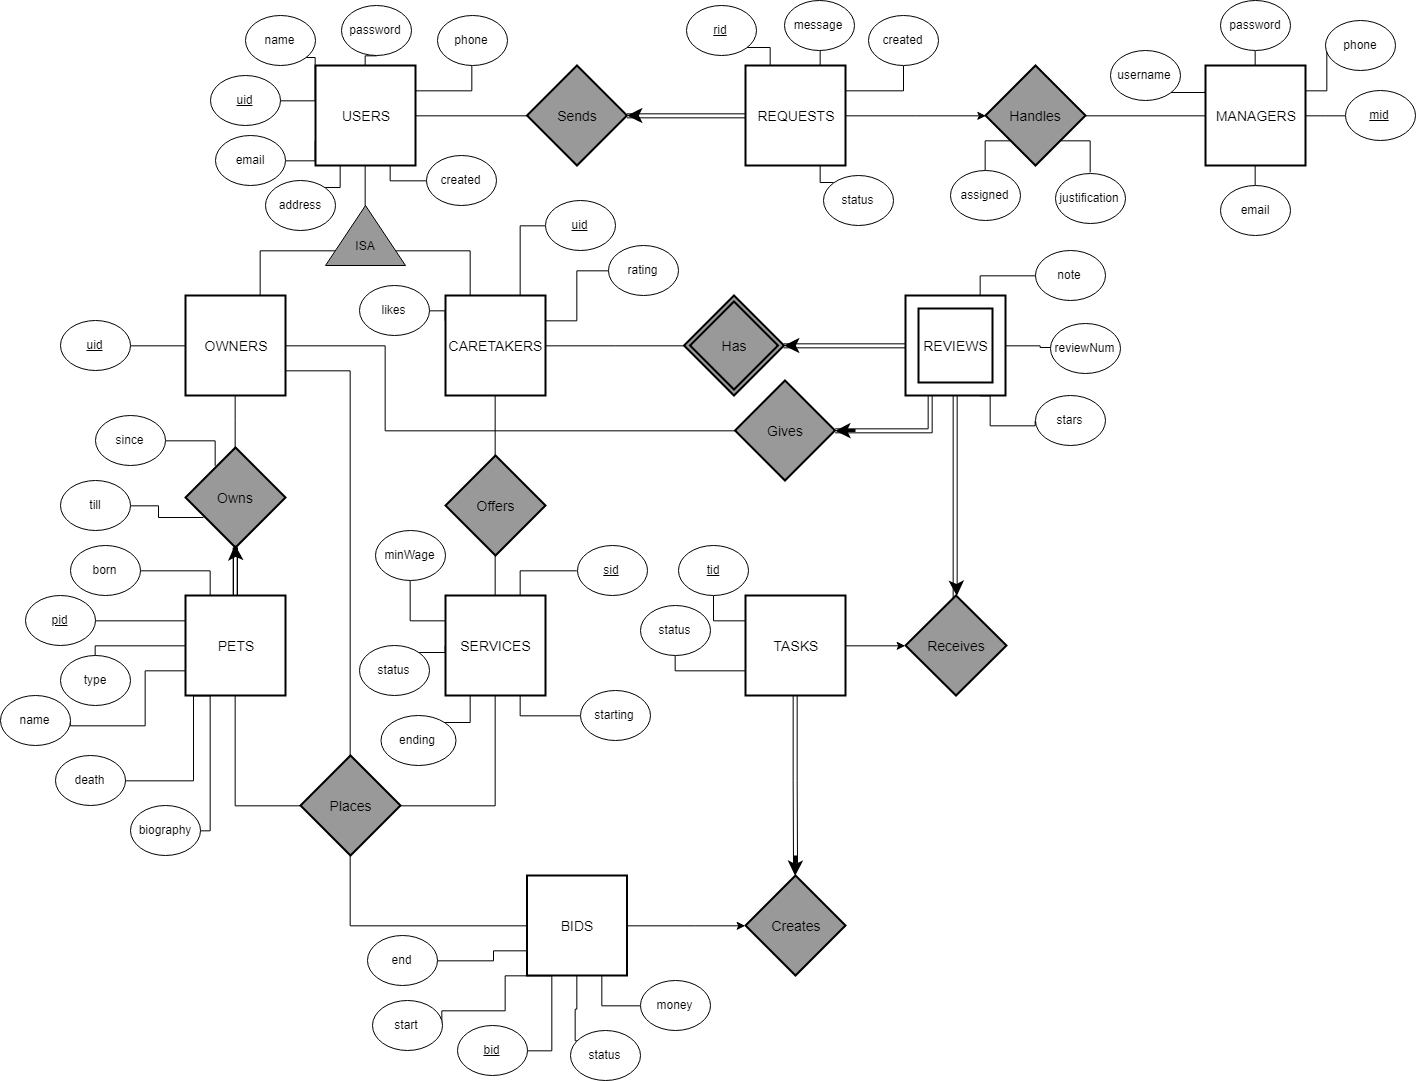 name
password
phone
uid
USERS
email
address
created
ISA
Sends
rid
message
created
REQUESTS
status
Handles
assigned
justification
password
phone
username
MANAGERS
mid
email
uid
OWNERS
uid
rating
likes
CARETAKERS
Has
note
REVIEWS
reviewNum
stars
Gives
since
till
Owns
Offers
born
pid
type
name
death
biography
PETS
minWage
sid
status
SERVICES
ending
starting
tid
status
TASKS
Receives
Places
BIDS
end
start
bid
status
money
Creates